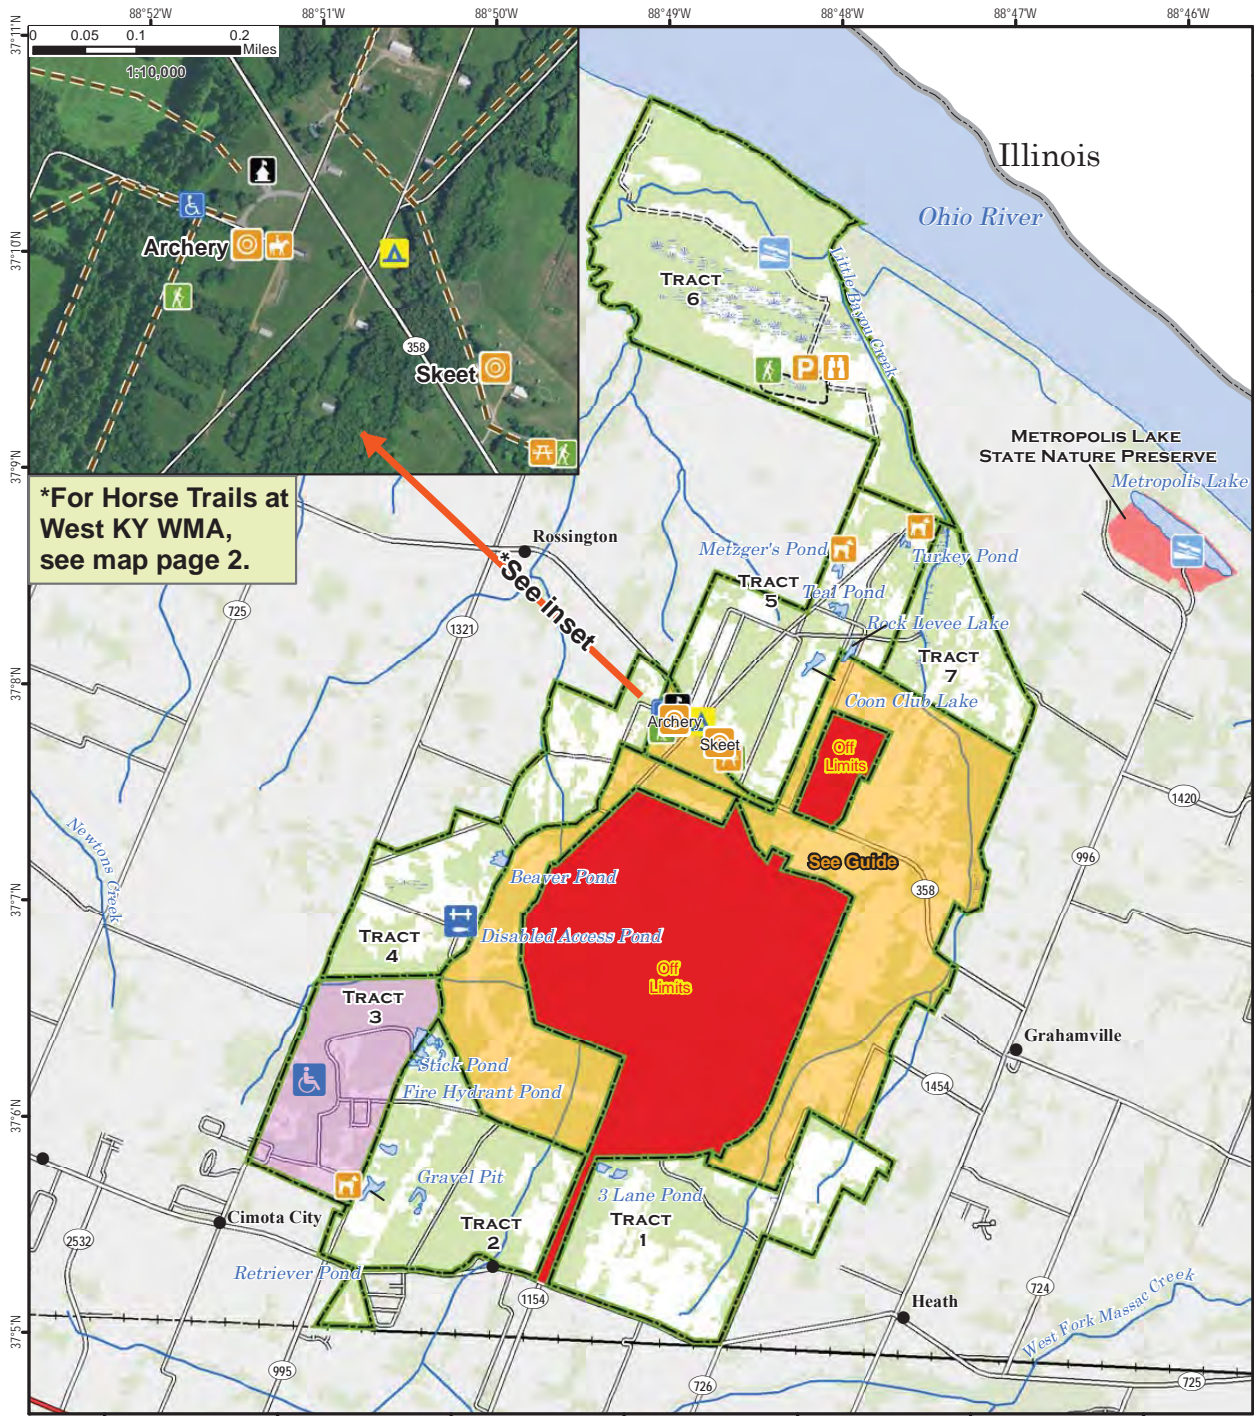 88°52'W
88°51'W
88°50'W
88°49'W
88°48'W
88°47'W
88°46'W
37°11'N
37°10'N
37°9'N
37°8'N
37°7'N
37°6'N
37°5'N
0 0.05 0.1 0.2
Miles
1:10,000
Archery
358
Skeet
*For Horse Trails at
West KY WMA,
see map page 2.
*See inset
Illinois
Ohio River
Little Bayou Creek
TRACT
6
P
METROPOLIS LAKE
STATE NATURE PRESERVE
Metropolis Lake
Rossington
Metzger's Pond
Turkey Pond
TRACT
5
Teal Pond
Rock Levee Lake
725
1321
TRACT
7
Coon Club Lake
Archery
Skeet
Off
Limits
1420
Newtons Creek
996
See Guide
358
Beaver Pond
TRACT
4
Disabled Access Pond
Off
Limits
TRACT
3
Grahamville
Stick Pond
Fire Hydrant Pond
1454
Gravel Pit
3 Lane Pond
Cimota City
TRACT
2
TRACT
1
2532
Retriever Pond
1154
Heath
724
West Fork Massac Creek
995
726
725